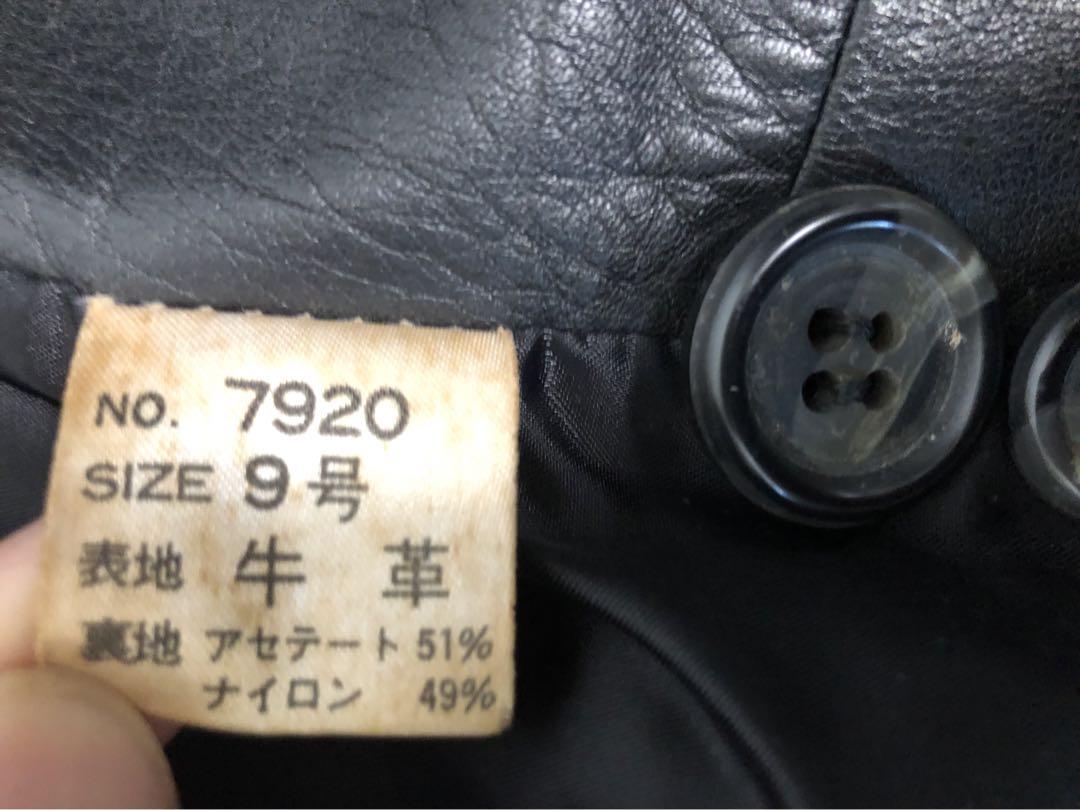 NO. 7920
SIZE 9号
表地 牛 革
裏地 アセテート 51%
ナイロン 49%